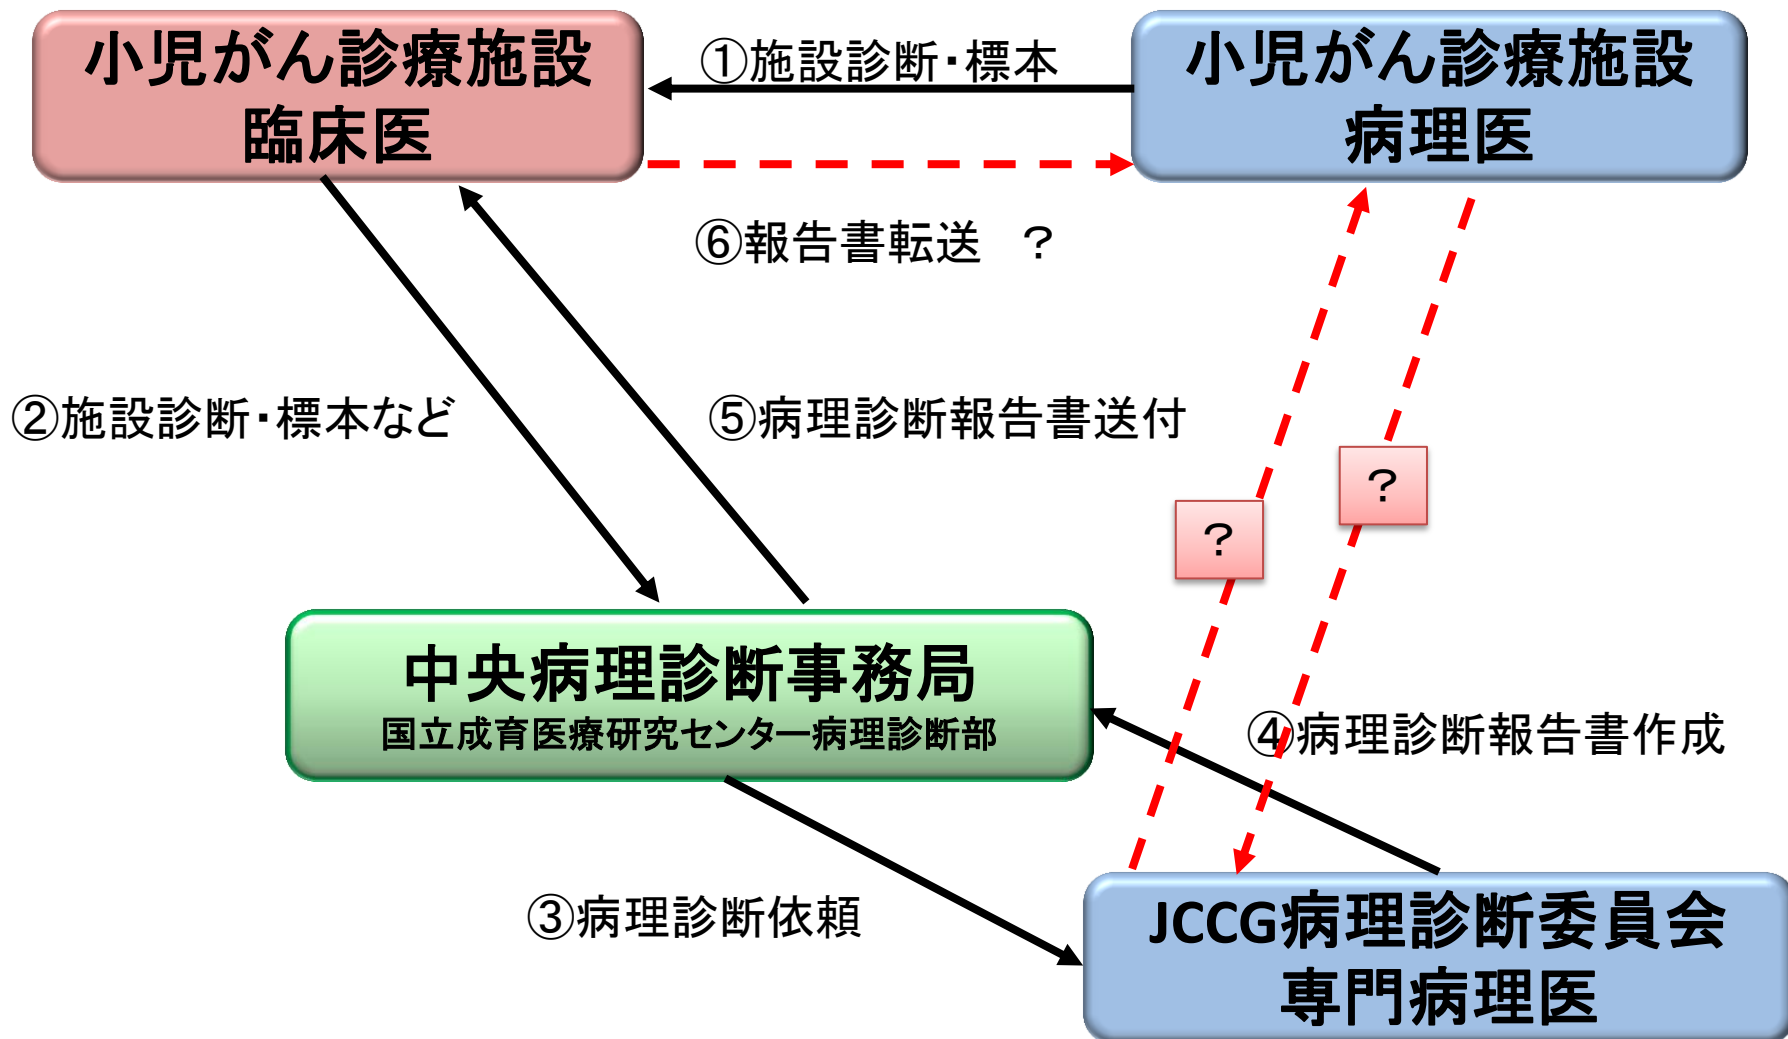 小児がん診療施設
臨床医
①施設診断・標本
小児がん診療施設
病理医
⑥報告書転送　？
②施設診断・標本など
⑤病理診断報告書送付
？
？
中央病理診断事務局
国立成育医療研究センター病理診断部
④病理診断報告書作成
③病理診断依頼
JCCG病理診断委員会
専門病理医